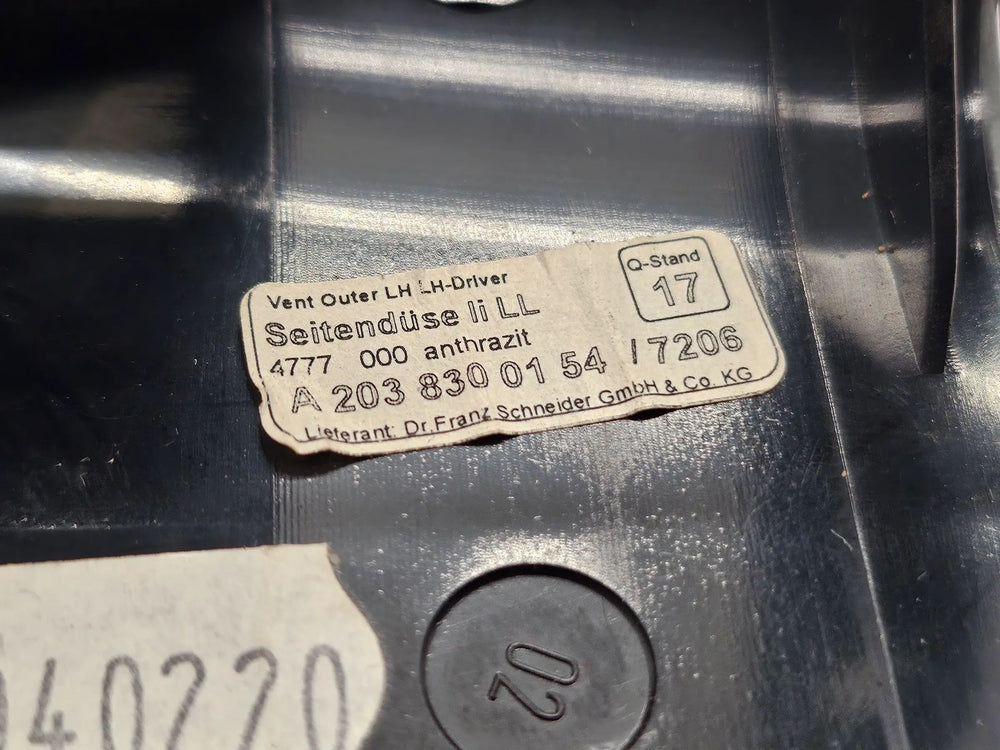 Vent Outer LH LH-Driver
Q-Stand
17
Seitendüse li LL
4777 000 anthrazit
A 203 830 01 54 / 7206
Lieferant: Dr.Franz Schneider GmbH & Co. KG
40220
02